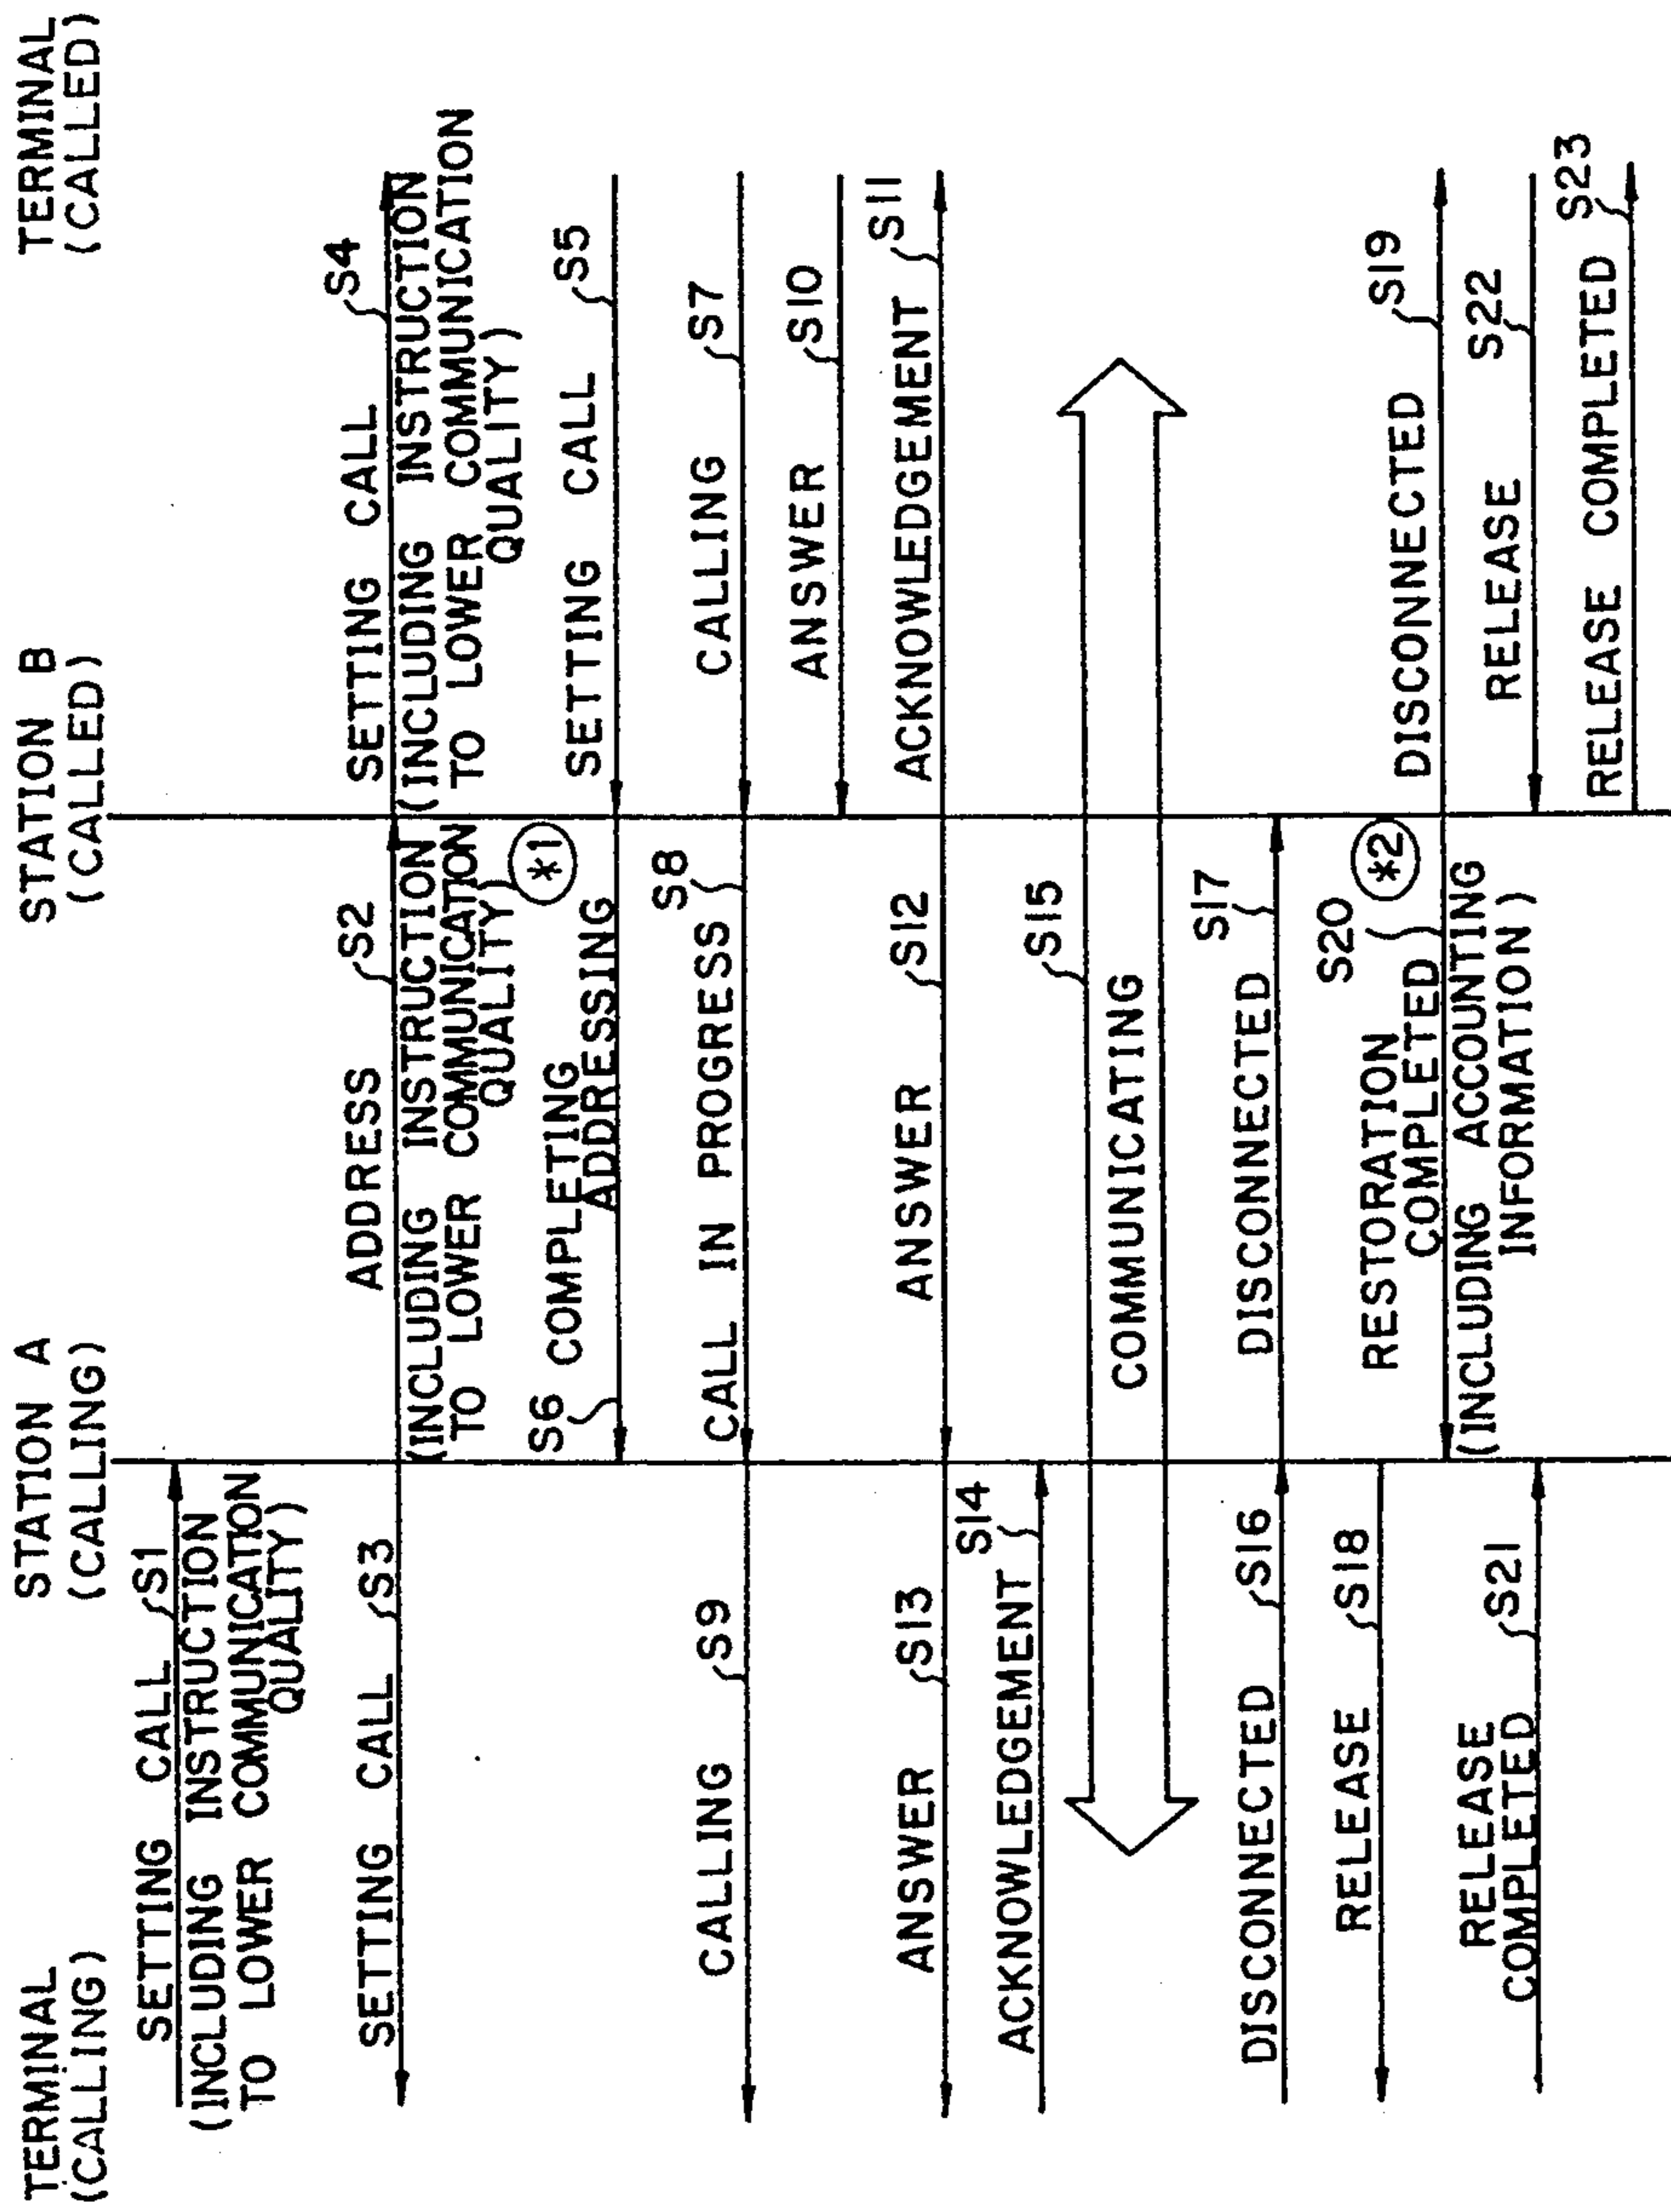 TERMINAL
(CALLING)
STATION A
(CALLING)
STATION B
(CALLED)
TERMINAL
(CALLED)
SETTING CALL S1
(INCLUDING INSTRUCTION
TO LOWER COMMUNICATION
QUALITY)
SETTING CALL S3
ADDRESS S2
(INCLUDING INSTRUCTION
TO LOWER COMMUNICATION
QUALITY)
*1
SETTING CALL S4
(INCLUDING INSTRUCTION
TO LOWER COMMUNICATION
QUALITY)
S6 COMPLETING
ADDRESSING
SETTING CALL S5
CALLING S9
CALL IN PROGRESS S8
CALLING S7
ANSWER S10
ANSWER S13
ANSWER S12
ACKNOWLEDGEMENT S11
ACKNOWLEDGEMENT S14
COMMUNICATING
S15
DISCONNECTED S16
DISCONNECTED S17
RELEASE S18
RESTORATION
COMPLETED
S20
*2
(INCLUDING ACCOUNTING
INFORMATION)
DISCONNECTED S19
RELEASE
COMPLETED S21
RELEASE S22
RELEASE COMPLETED S23